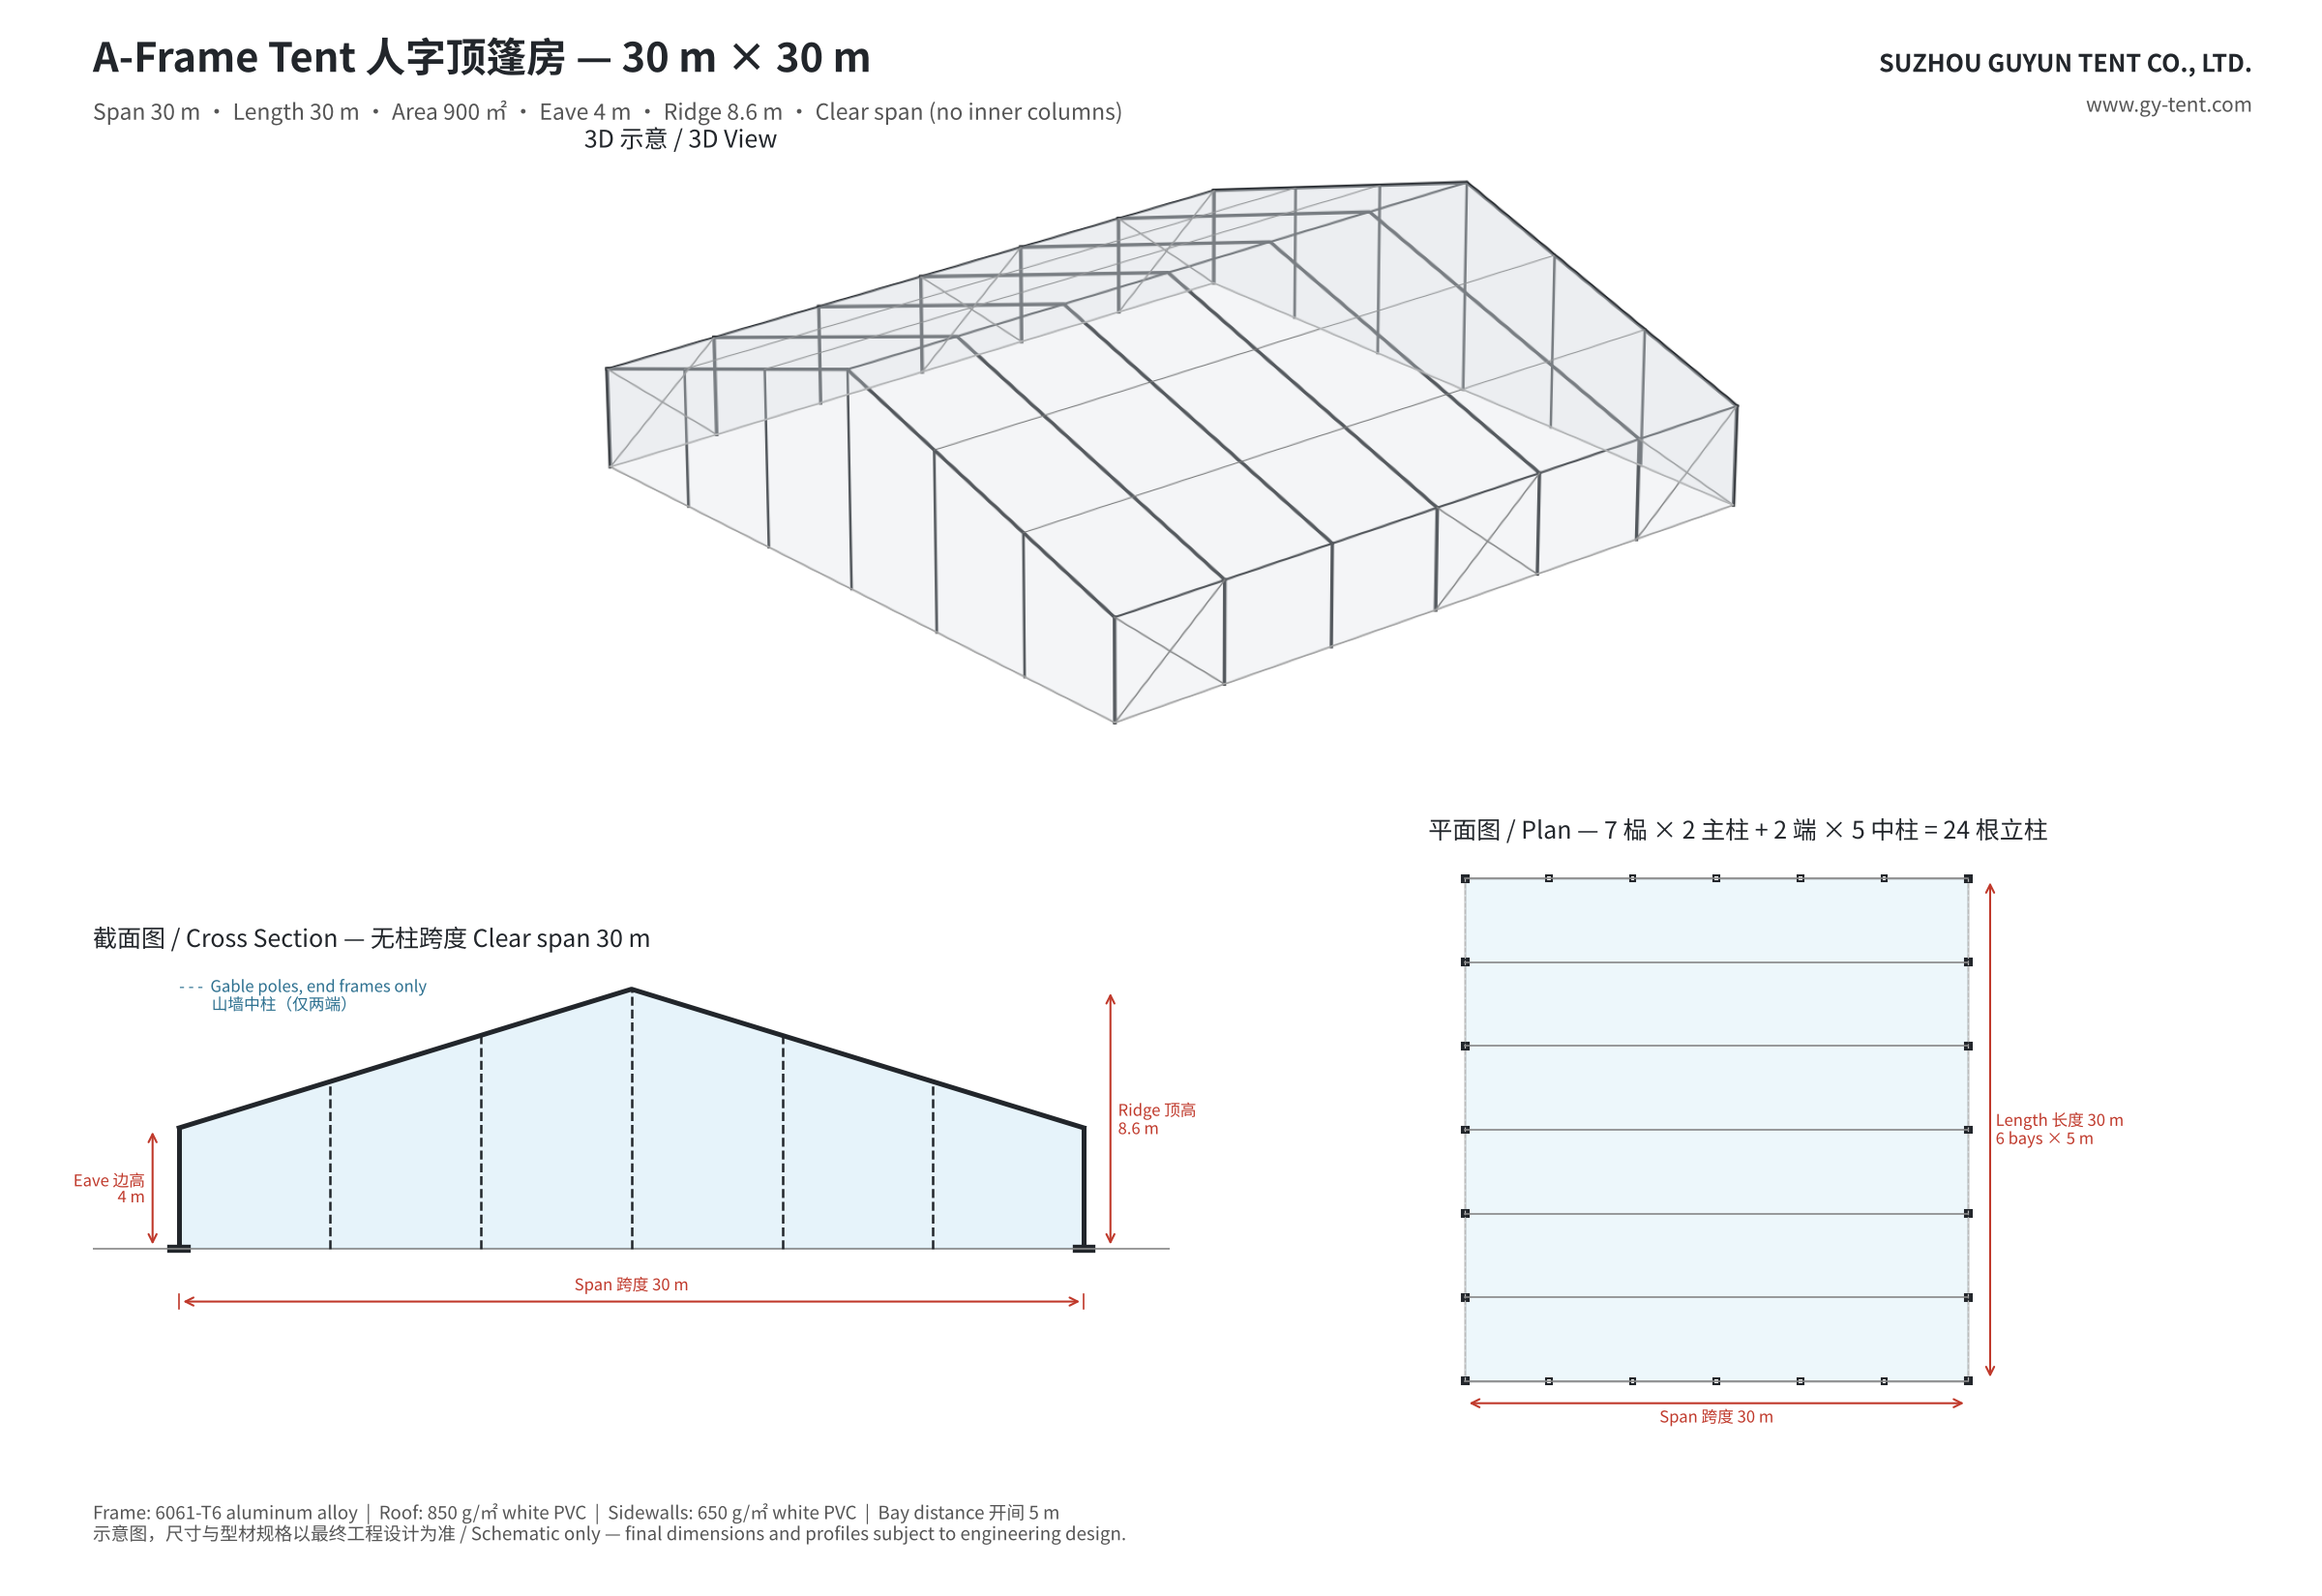 A-Frame Tent 人字顶篷房 — 30 m × 30 m
SUZHOU GUYUN TENT CO., LTD.
Span 30 m · Length 30 m · Area 900 ㎡ · Eave 4 m · Ridge 8.6 m · Clear span (no inner columns)
www.gy-tent.com
3D 示意 / 3D View
平面图 / Plan — 7 榀 × 2 主柱 + 2 端 × 5 中柱 = 24 根立柱
截面图 / Cross Section — 无柱跨度 Clear span 30 m
Gable poles, end frames only
山墙中柱（仅两端）
Ridge 顶高
8.6 m
Eave 边高
4 m
Span 跨度 30 m
Length 长度 30 m
6 bays × 5 m
Span 跨度 30 m
Frame: 6061-T6 aluminum alloy | Roof: 850 g/㎡ white PVC | Sidewalls: 650 g/㎡ white PVC | Bay distance 开间 5 m
示意图，尺寸与型材规格以最终工程设计为准 / Schematic only — final dimensions and profiles subject to engineering design.